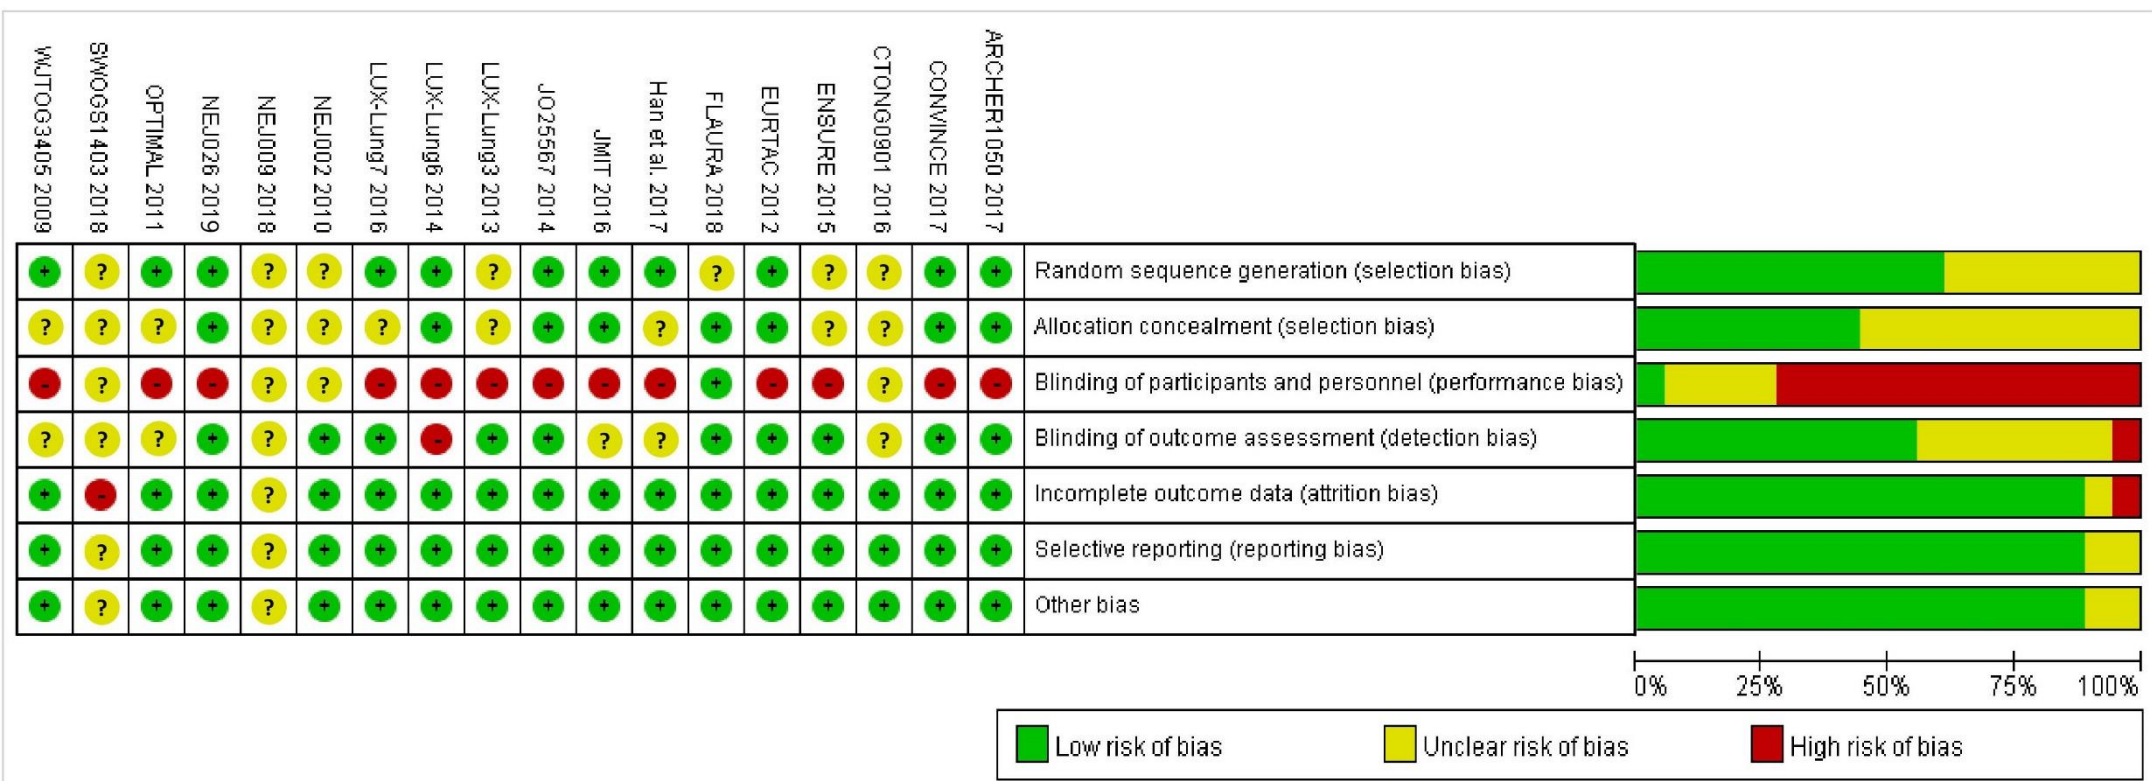 WJTOG3405 2009
SWOGS1403 2018
OPTIMAL 2011
NEJ026 2019
NEJ009 2018
NEJ002 2010
LUX-Lung7 2016
LUX-Lung6 2014
LUX-Lung3 2013
JO25567 2014
JMIT 2016
Han et al. 2017
FLAURA 2018
EURTAC 2012
ENSURE 2015
CTONG0901 2016
CONVINCE 2017
ARCHER1050 2017
+ ? + + ? ? + + ? + + + ? + ? ? + + Random sequence generation (selection bias)
? ? ? + ? ? ? + ? + + ? + + ? ? + + Allocation concealment (selection bias)
- ? - - ? ? - - - - - - + - - ? - - Blinding of participants and personnel (performance bias)
? ? ? + ? + + - + + ? ? + + + ? + + Blinding of outcome assessment (detection bias)
+ - + + ? + + + + + + + + + + + + + Incomplete outcome data (attrition bias)
+ ? + + ? + + + + + + + + + + + + + Selective reporting (reporting bias)
+ ? + + ? + + + + + + + + + + + + + Other bias
0% 25% 50% 75% 100%
Low risk of bias Unclear risk of bias High risk of bias